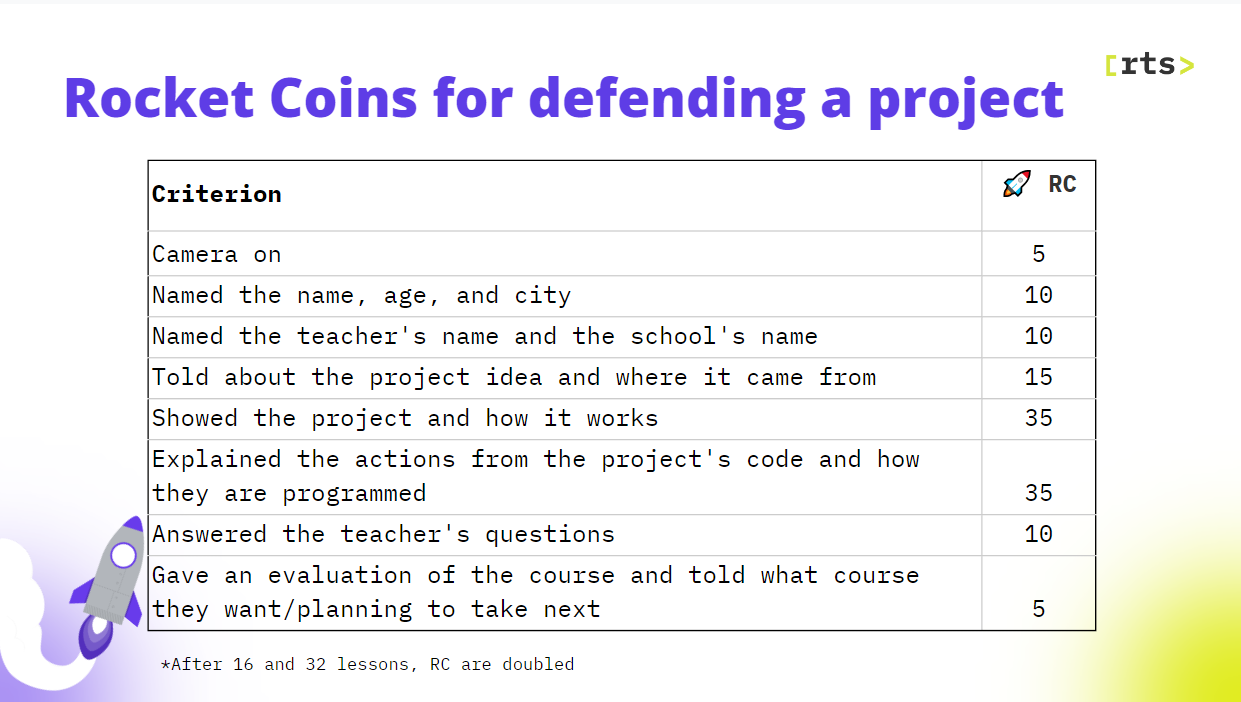 [rts>
Rocket Coins for defending a project
Criterion
RC
Camera on
5
Named the name, age, and city
10
Named the teacher's name and the school's name
10
Told about the project idea and where it came from
15
Showed the project and how it works
35
Explained the actions from the project's code and how
they are programmed
35
Answered the teacher's questions
10
Gave an evaluation of the course and told what course
they want/planning to take next
5
*After 16 and 32 lessons, RC are doubled